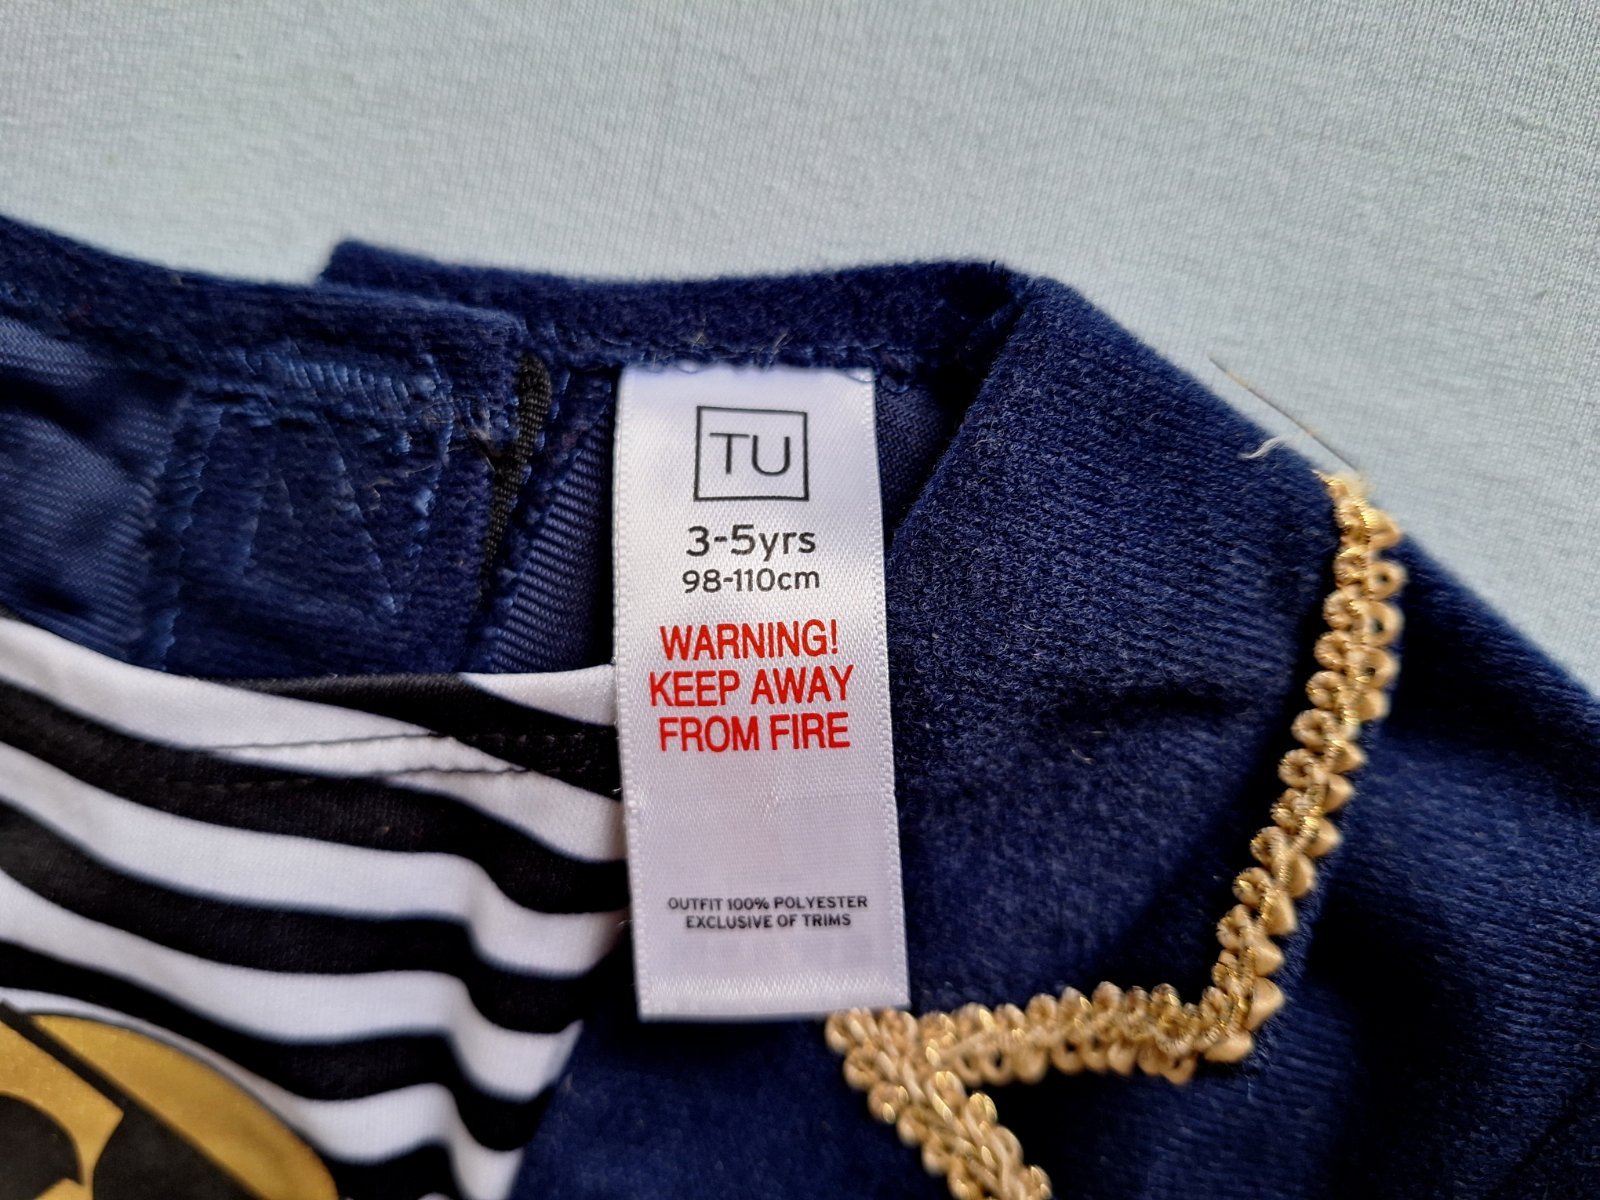 TU
3-5yrs
98-110cm
WARNING!
KEEP AWAY
FROM FIRE
OUTFIT 100% POLYESTER
EXCLUSIVE OF TRIMS